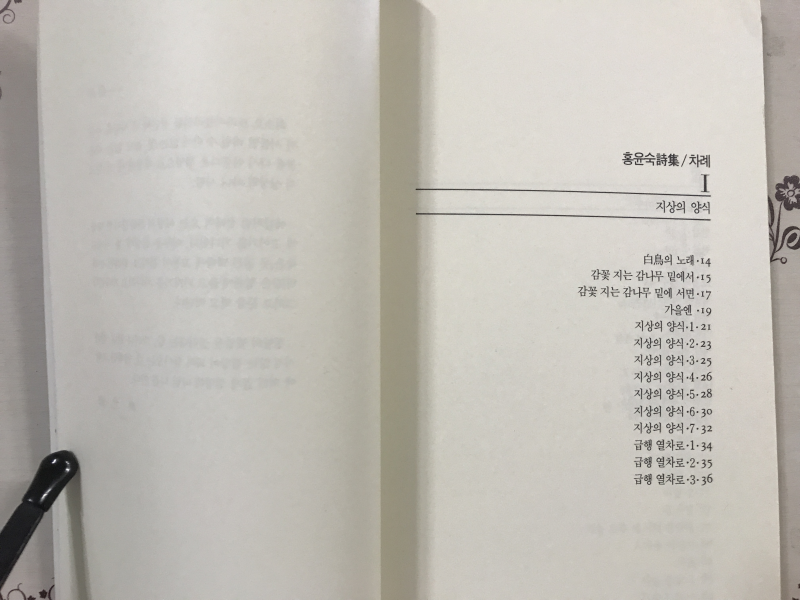 홍윤숙詩集/차례
I
지상의 양식
白鳥의 노래·14
감꽃 지는 감나무 밑에서·15
감꽃 지는 감나무 밑에 서면·17
가을엔·19
지상의 양식·1·21
지상의 양식·2·23
지상의 양식·3·25
지상의 양식·4·26
지상의 양식·5·28
지상의 양식·6·30
지상의 양식·7·32
급행 열차로·1·34
급행 열차로·2·35
급행 열차로·3·36